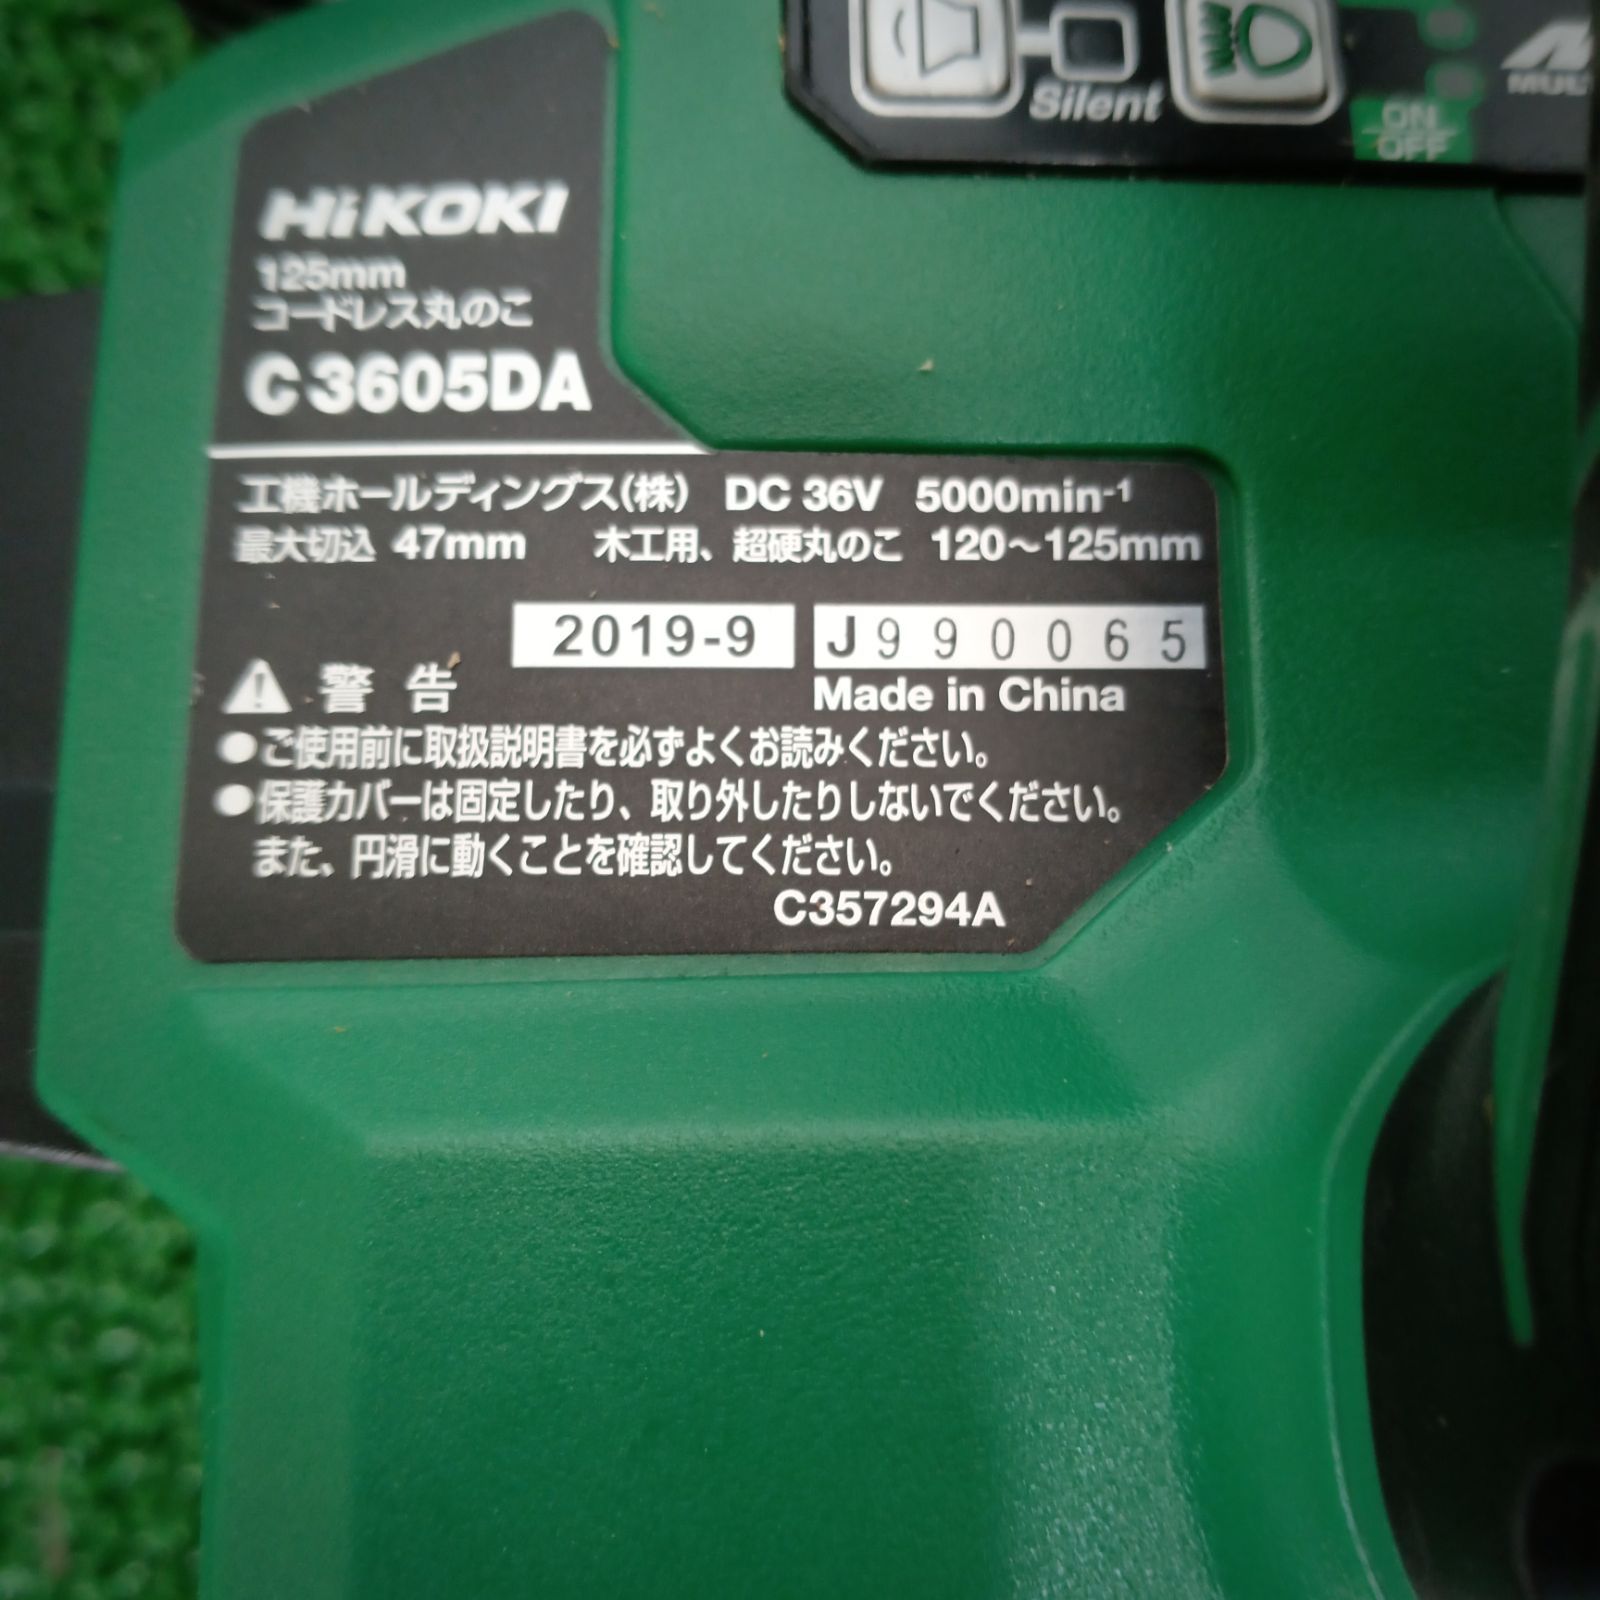 Silent
ON
OFF
HiKOKI
125mm
コードレス丸のこ
C3605DA
工機ホールディングス(株) DC 36V 5000min-1
最大切込 47mm 木工用、超硬丸のこ 120～125mm
2019-9 J990065
警告 Made in China
●ご使用前に取扱説明書を必ずよくお読みください。
●保護カバーは固定したり、取り外したりしないでください。
また、円滑に動くことを確認してください。
C357294A